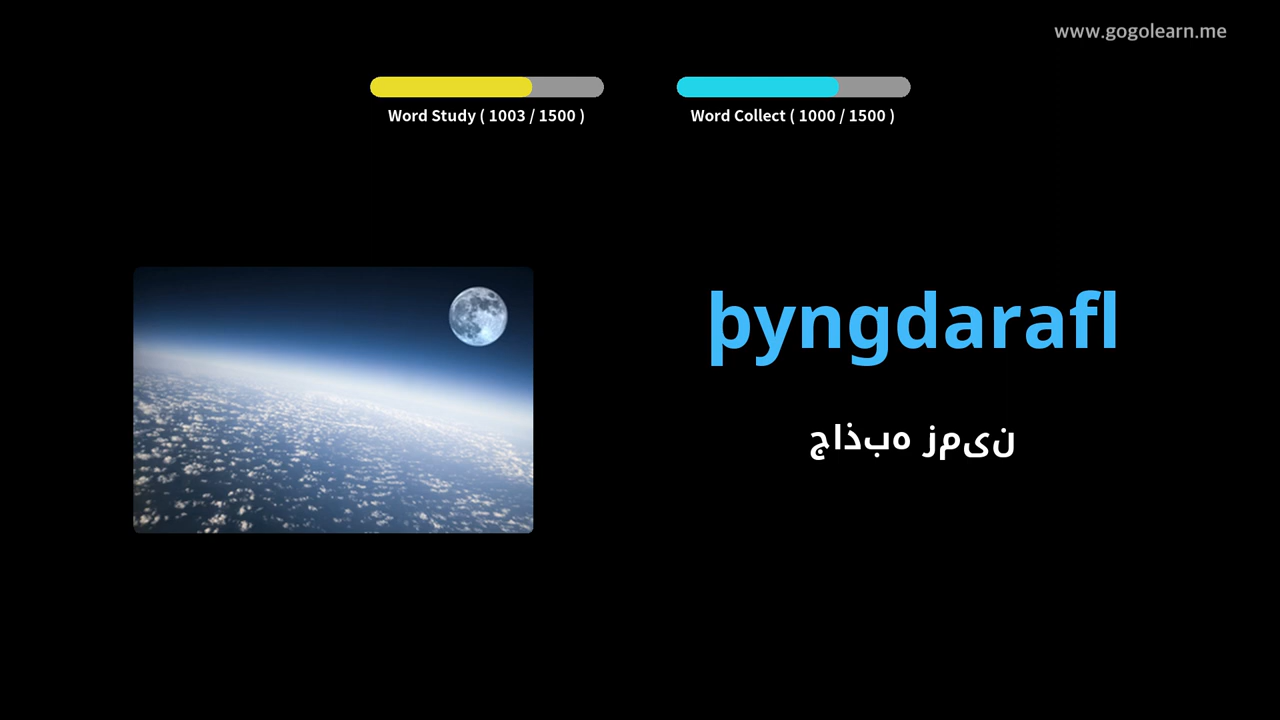 www.gogolearn.me
Word Study ( 1003 / 1500 )
Word Collect ( 1000 / 1500 )
þyngdarafl
جاذبه زمین